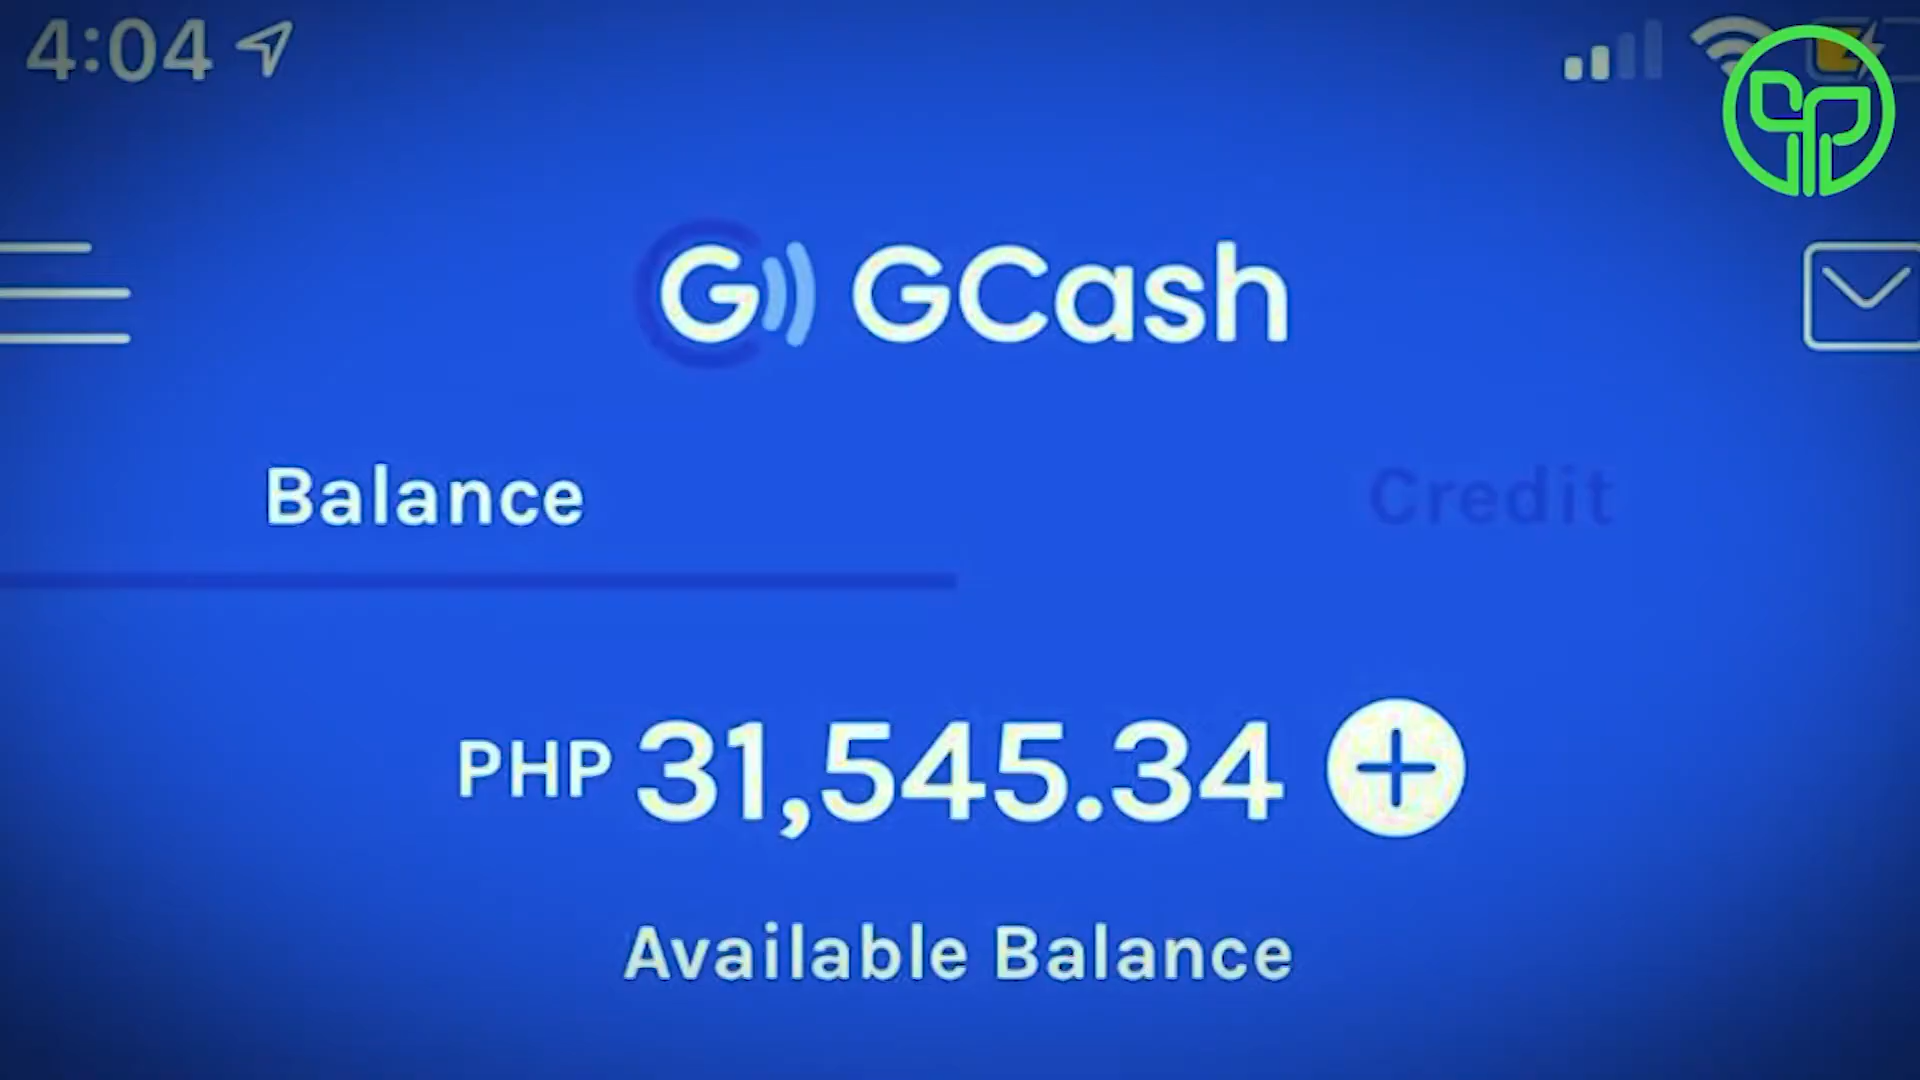 4:04
G GCash
Balance Credit
PHP 31,545.34
Available Balance